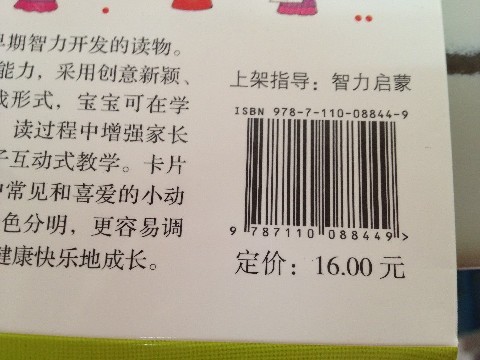 早期智力开发的读物。
能力，采用创意新颖、
戏形式，宝宝可在学
读过程中增强家长
子互动式教学。卡片
中常见和喜爱的小动
色分明，更容易调
健康快乐地成长。
上架指导：智力启蒙
ISBN 978-7-110-08844-9
9 787110 088449 >
定价：16.00 元